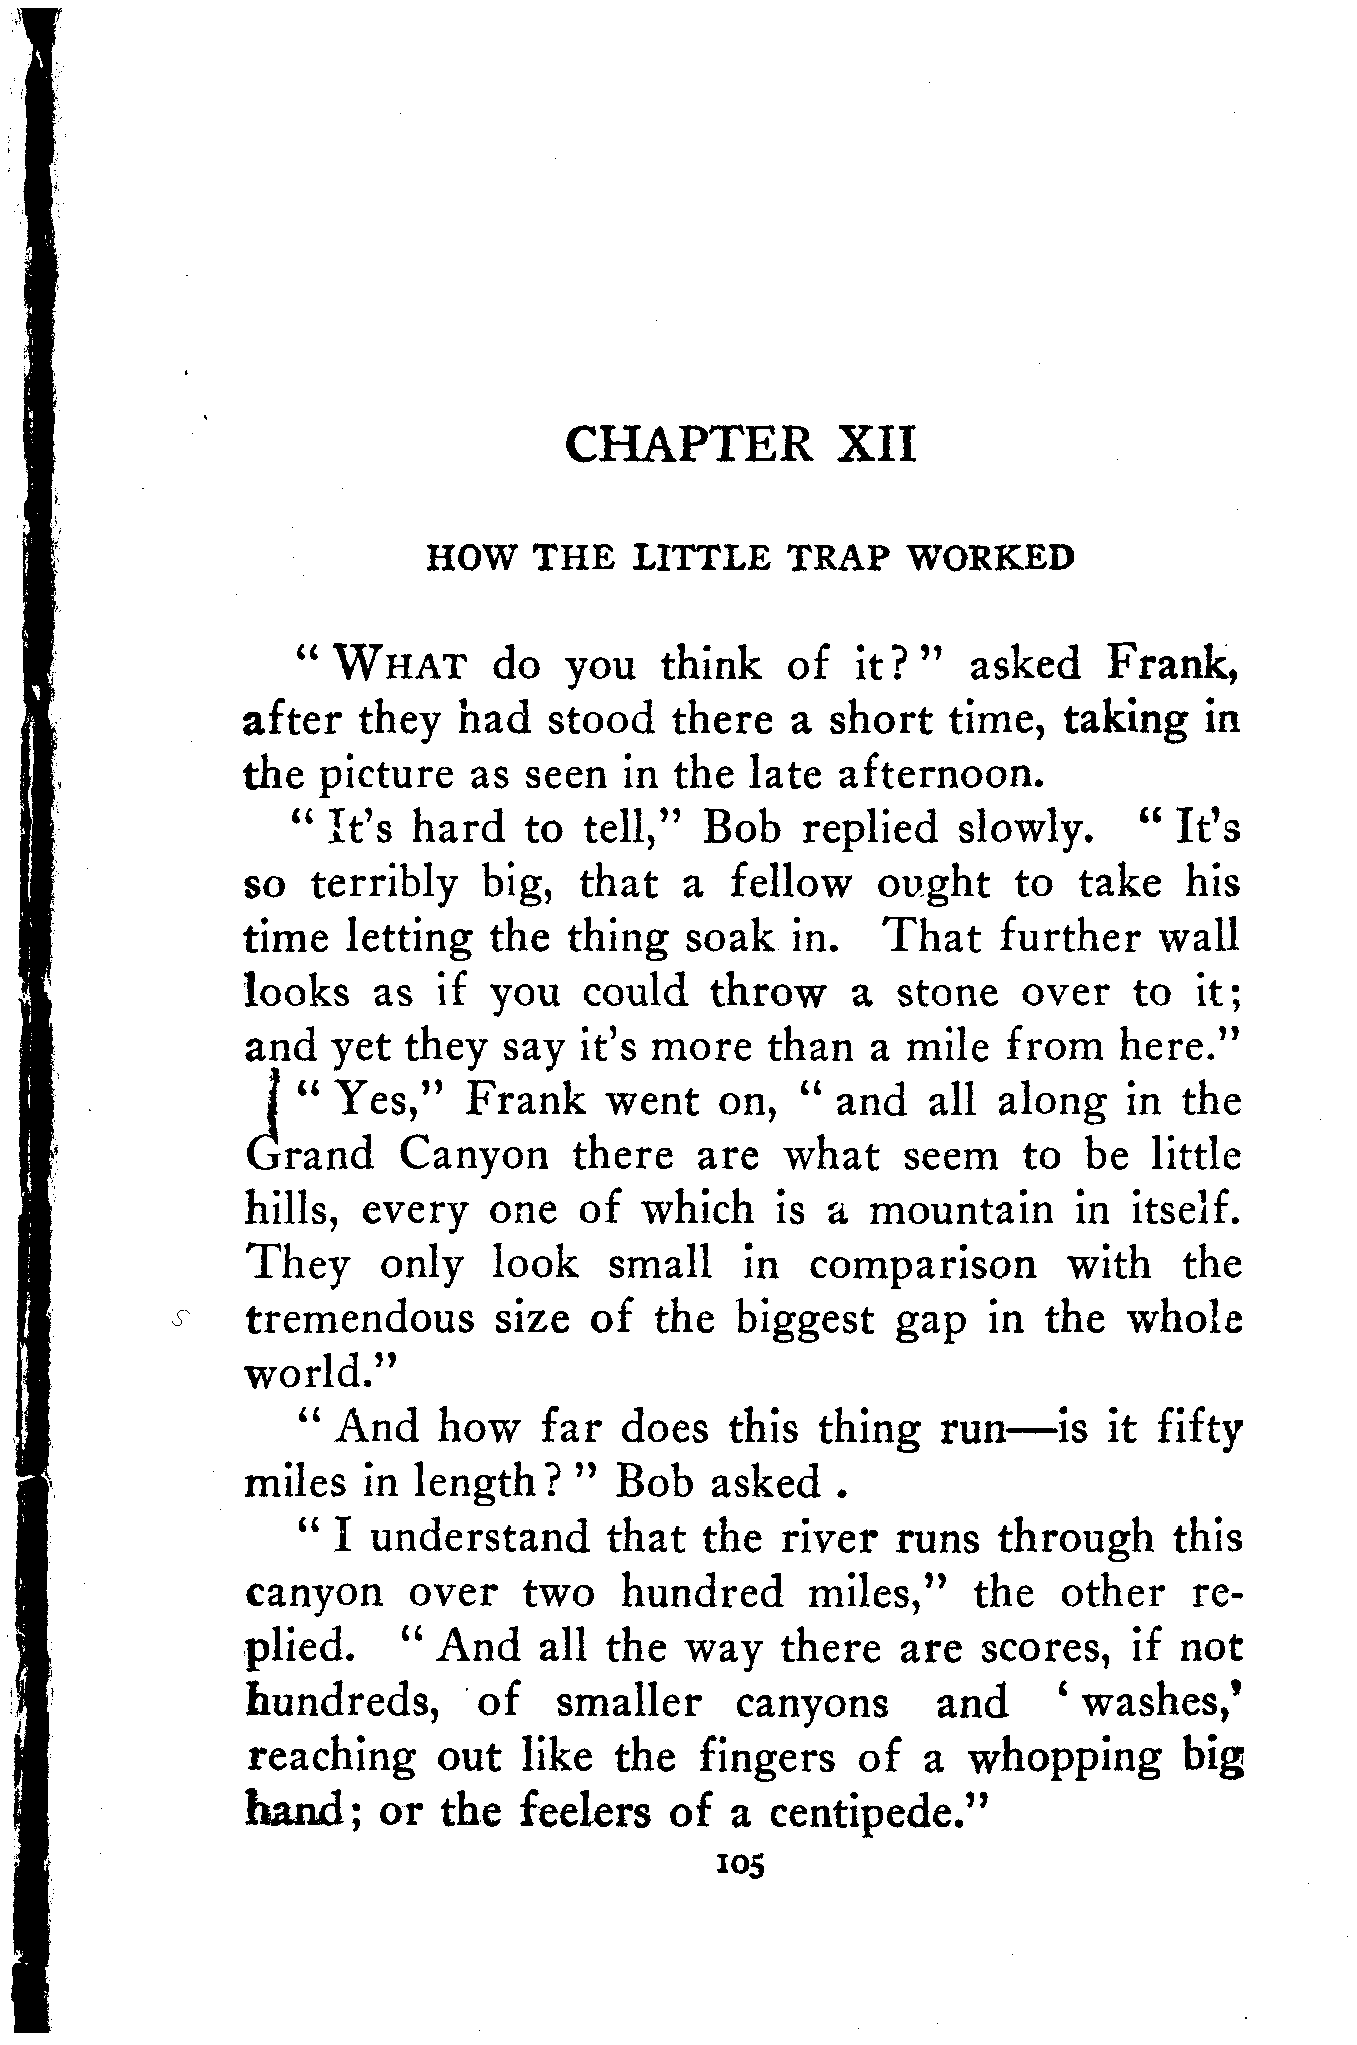 CHAPTER XII
HOW THE LITTLE TRAP WORKED
" WHAT do you think of it? " asked Frank,
after they had stood there a short time, taking in
the picture as seen in the late afternoon.
" It's hard to tell," Bob replied slowly. " It's
so terribly big, that a fellow ought to take his
time letting the thing soak in. That further wall
looks as if you could throw a stone over to it;
and yet they say it's more than a mile from here."
" Yes," Frank went on, " and all along in the
Grand Canyon there are what seem to be little
hills, every one of which is a mountain in itself.
They only look small in comparison with the
tremendous size of the biggest gap in the whole
world."
" And how far does this thing run—is it fifty
miles in length? " Bob asked .
" I understand that the river runs through this
canyon over two hundred miles," the other re-
plied. " And all the way there are scores, if not
hundreds, of smaller canyons and ' washes,'
reaching out like the fingers of a whopping big
hand; or the feelers of a centipede."
105